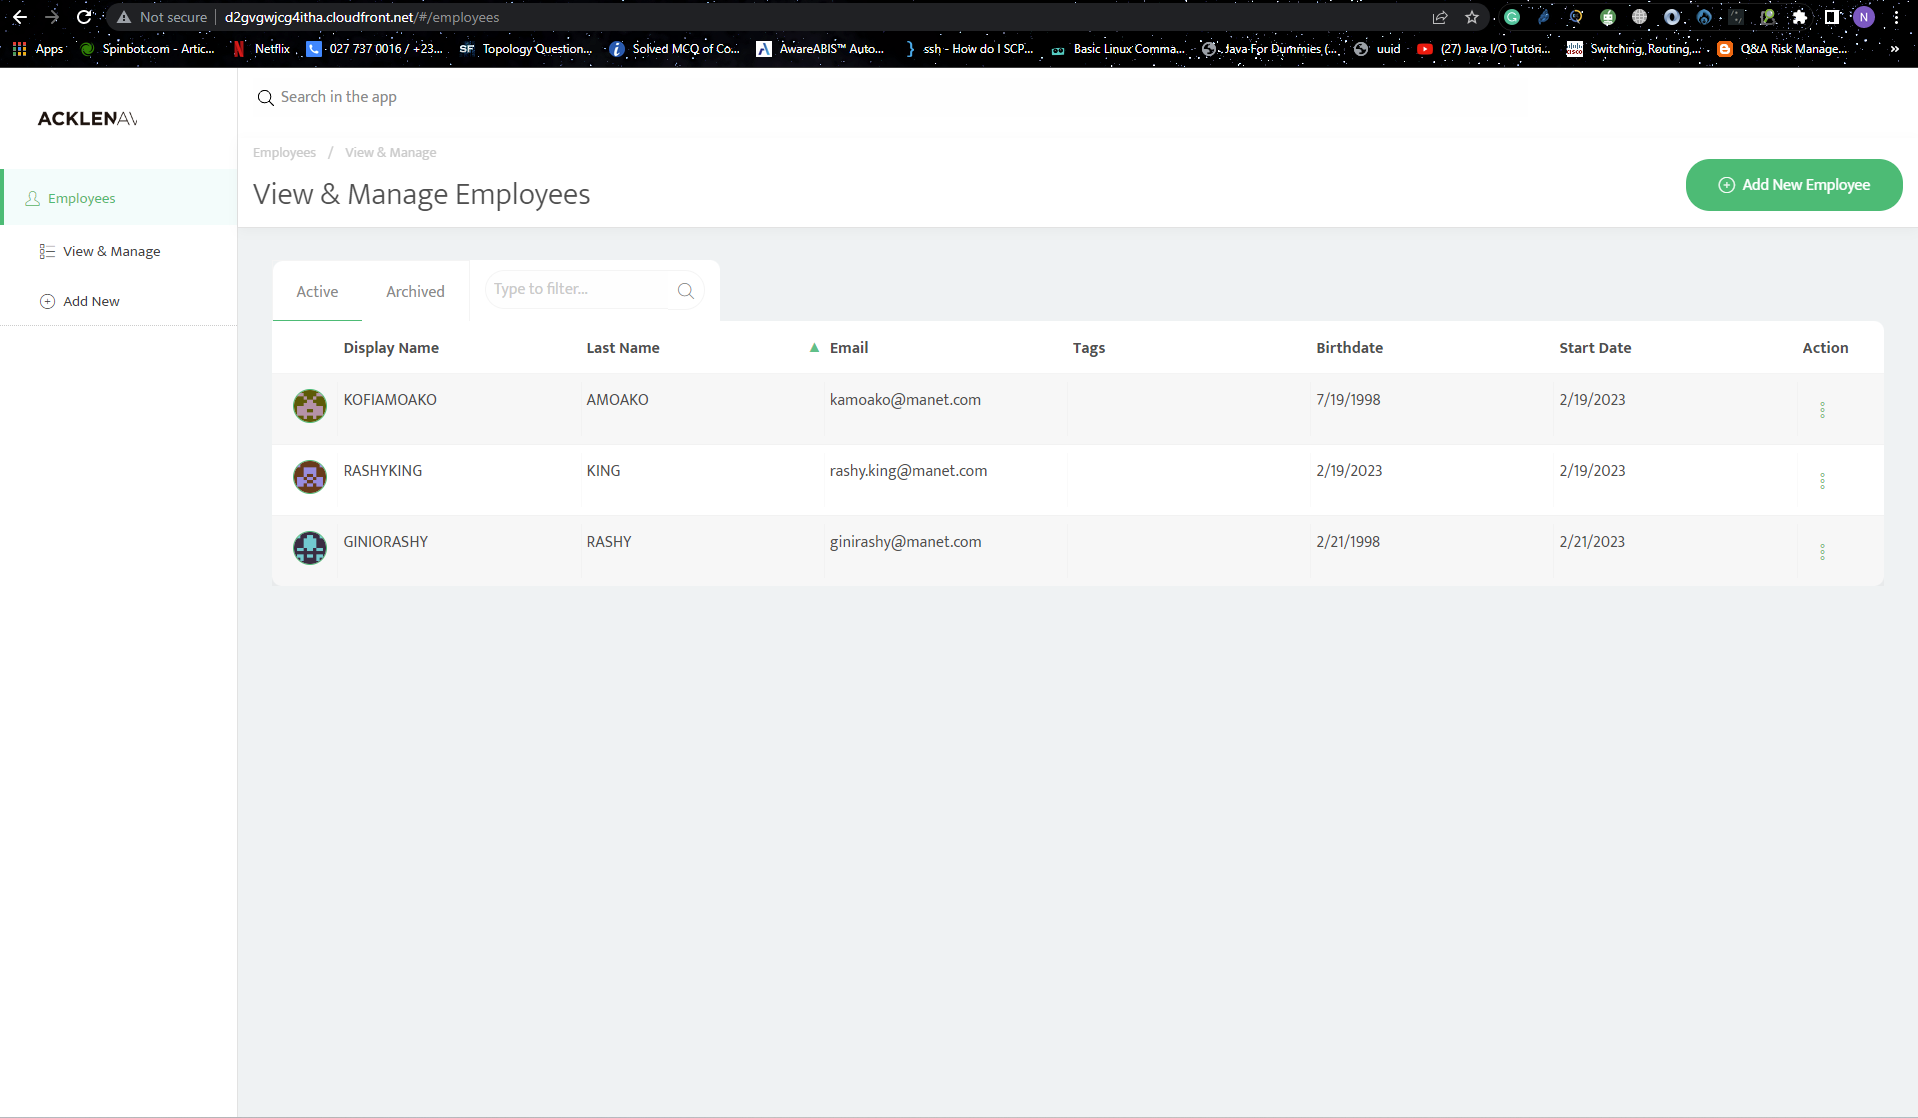 Not secure | d2gvgwjcg4itha.cloudfront.net/#/employees
N
Apps Spinbot.com - Artic... Netflix 027 737 0016 / +23... SF Topology Question... Solved MCQ of Co... AwareABIS™ Auto... ssh - How do I SCP... Basic Linux Comma... Java For Dummies (... uuid (27) Java I/O Tutori... Switching, Routing,... Q&A Risk Manage... »
Search in the app
ACKLENAV
Employees / View & Manage
View & Manage Employees
Add New Employee
Employees
View & Manage
Add New
Active Archived Type to filter...
Display Name Last Name ▲ Email Tags Birthdate Start Date Action
KOFIAMOAKO AMOAKO kamoako@manet.com 7/19/1998 2/19/2023
RASHYKING KING rashy.king@manet.com 2/19/2023 2/19/2023
GINIORASHY RASHY ginirashy@manet.com 2/21/1998 2/21/2023